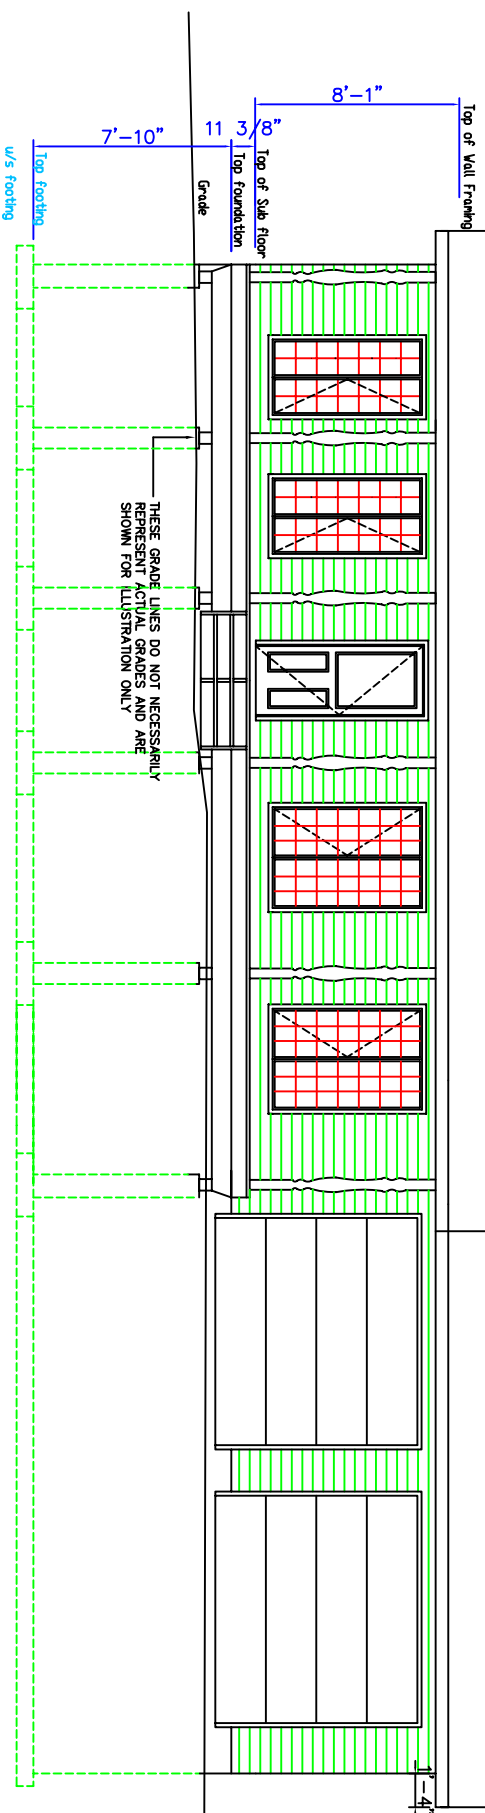 Top of Wall Framing
8'-1"
Top of Sub floor
11 3/8"
Top foundation
Grade
7'-10"
Top footing
u/s footing
THESE GRADE LINES DO NOT NECESSARILY
REPRESENT ACTUAL GRADES AND ARE
SHOWN FOR ILLUSTRATION ONLY
1'-4"